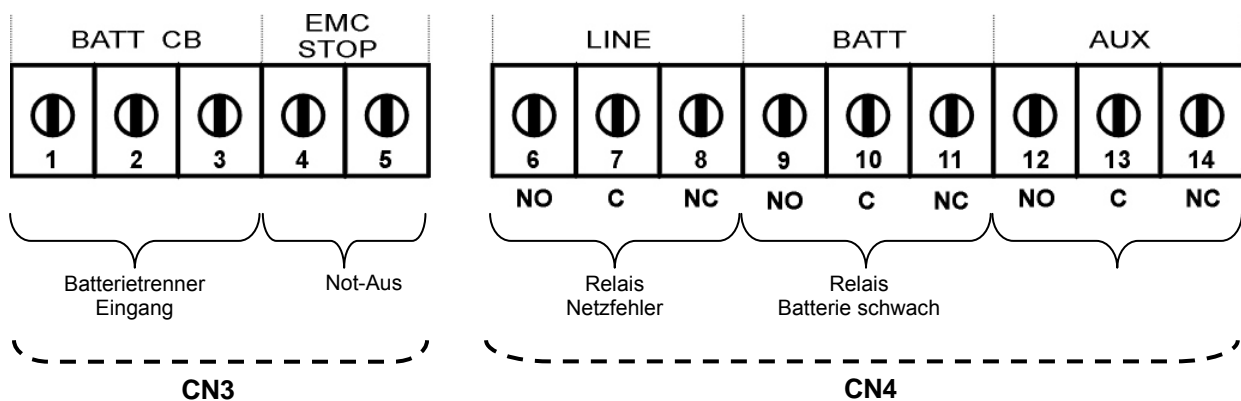 BATT CB
EMC
STOP
LINE
BATT
AUX
1 2 3 4 5
6 7 8 9 10 11 12 13 14
NO C NC NO C NC NO C NC
Batterietrenner
Eingang
Not-Aus
Relais
Netzfehler
Relais
Batterie schwach
CN3
CN4